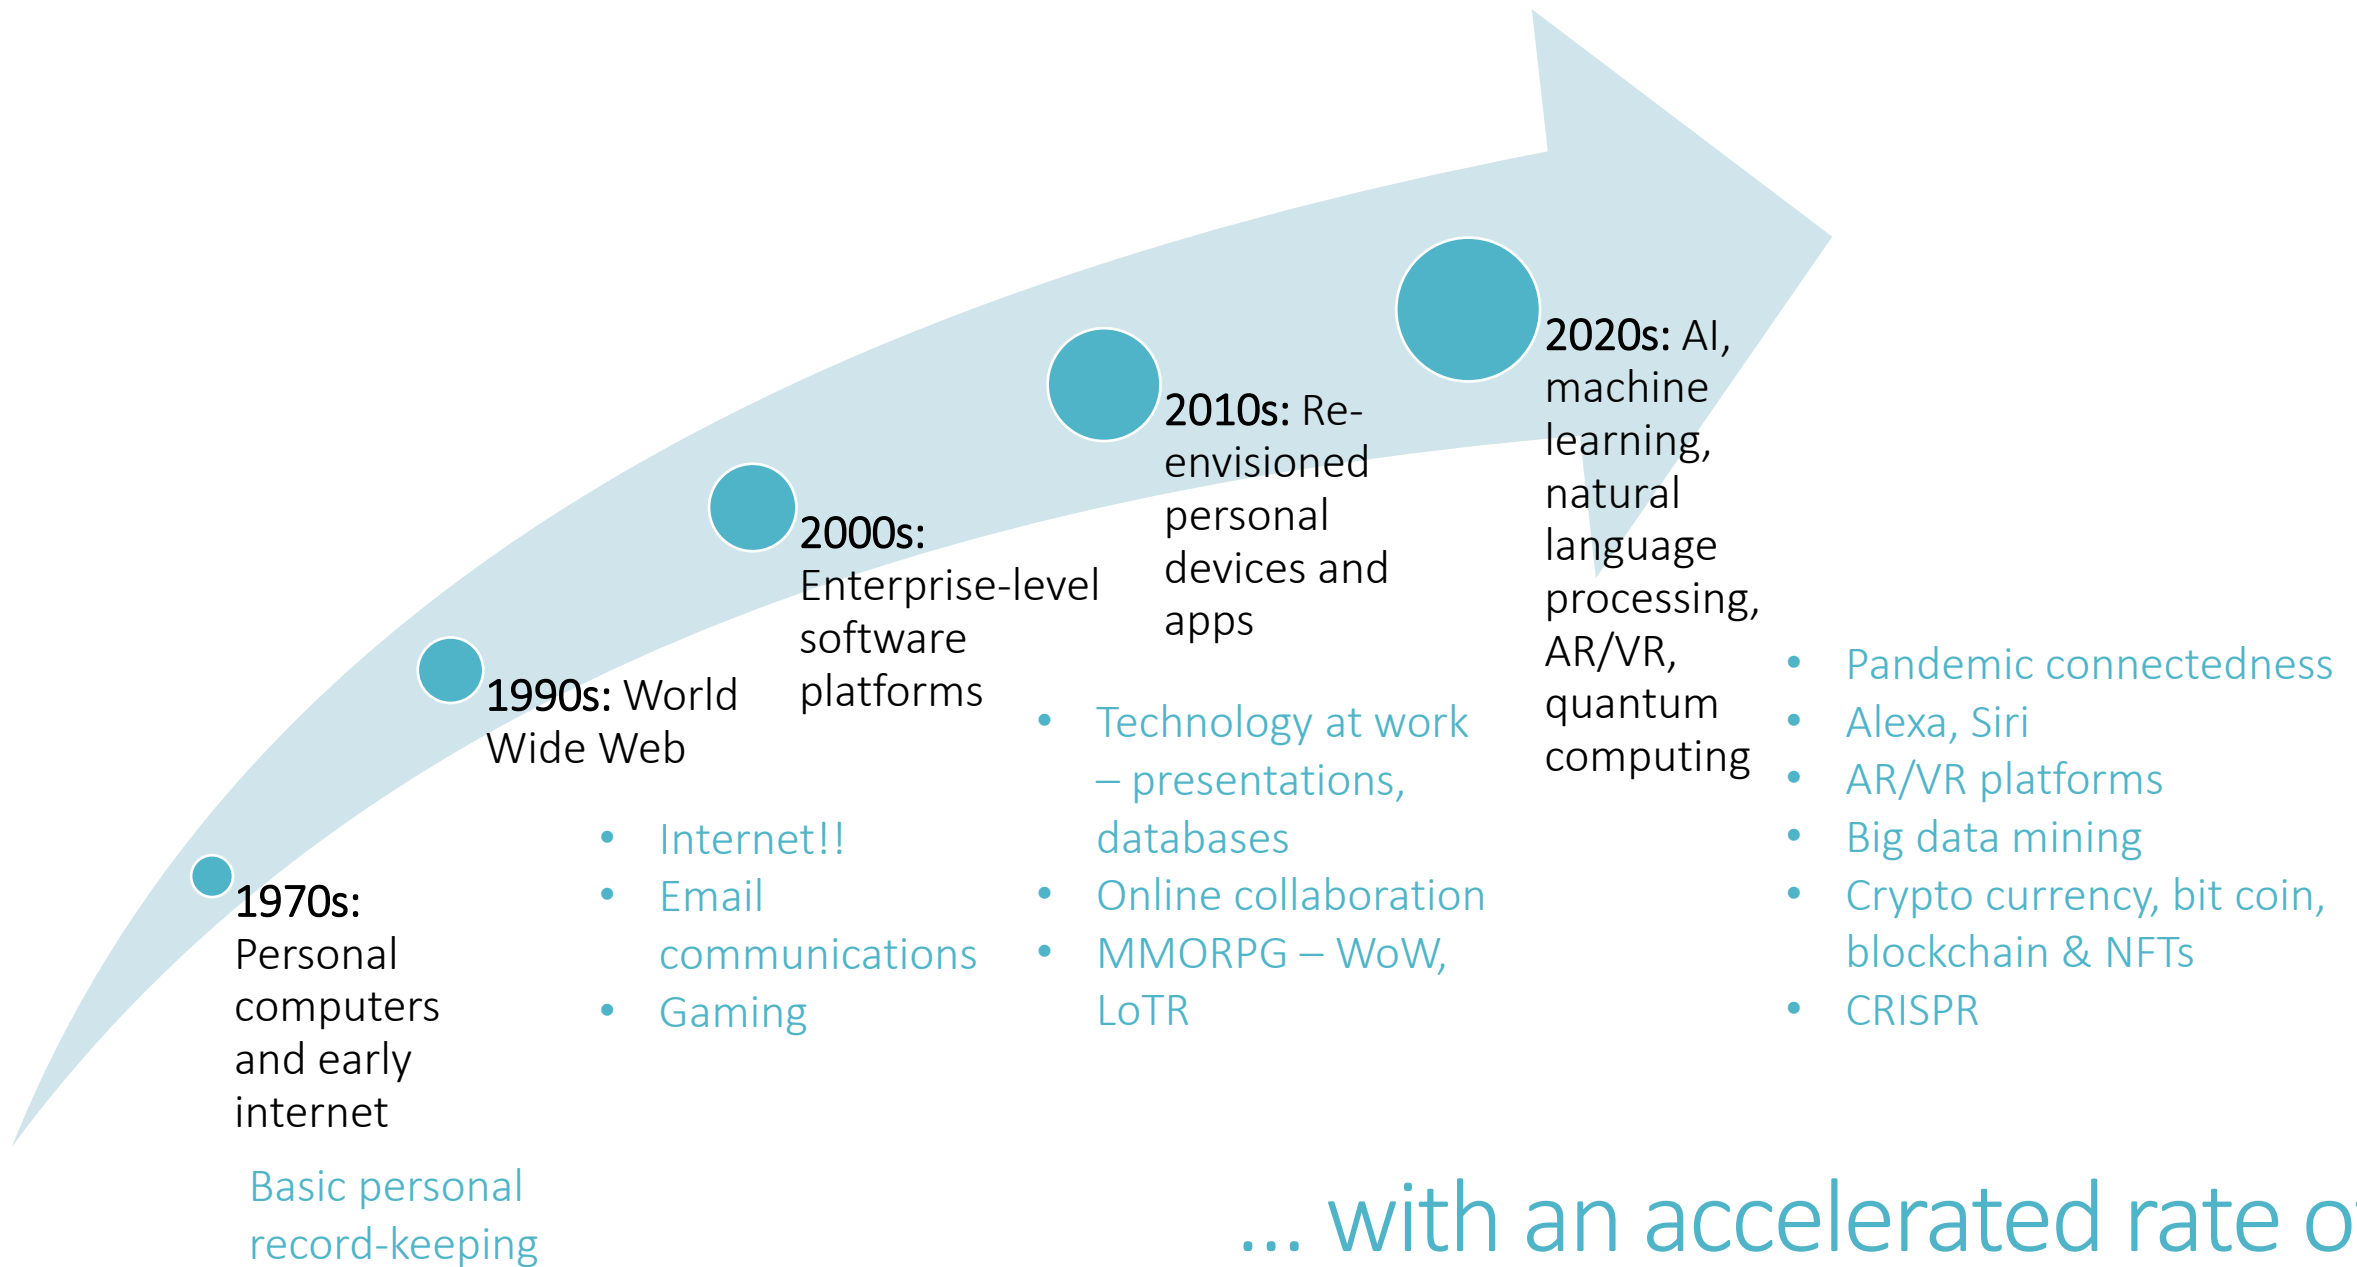 1970s:
Personal
computers
and early
internet
Basic personal
record-keeping
1990s: World
Wide Web
• Internet!!
• Email
communications
• Gaming
2000s:
Enterprise-level
software
platforms
• Technology at work
– presentations,
databases
• Online collaboration
• MMORPG – WoW,
LoTR
2010s: Re-
envisioned
personal
devices and
apps
2020s: AI,
machine
learning,
natural
language
processing,
AR/VR,
quantum
computing
• Pandemic connectedness
• Alexa, Siri
• AR/VR platforms
• Big data mining
• Crypto currency, bit coin,
blockchain & NFTs
• CRISPR
... with an accelerated rate of